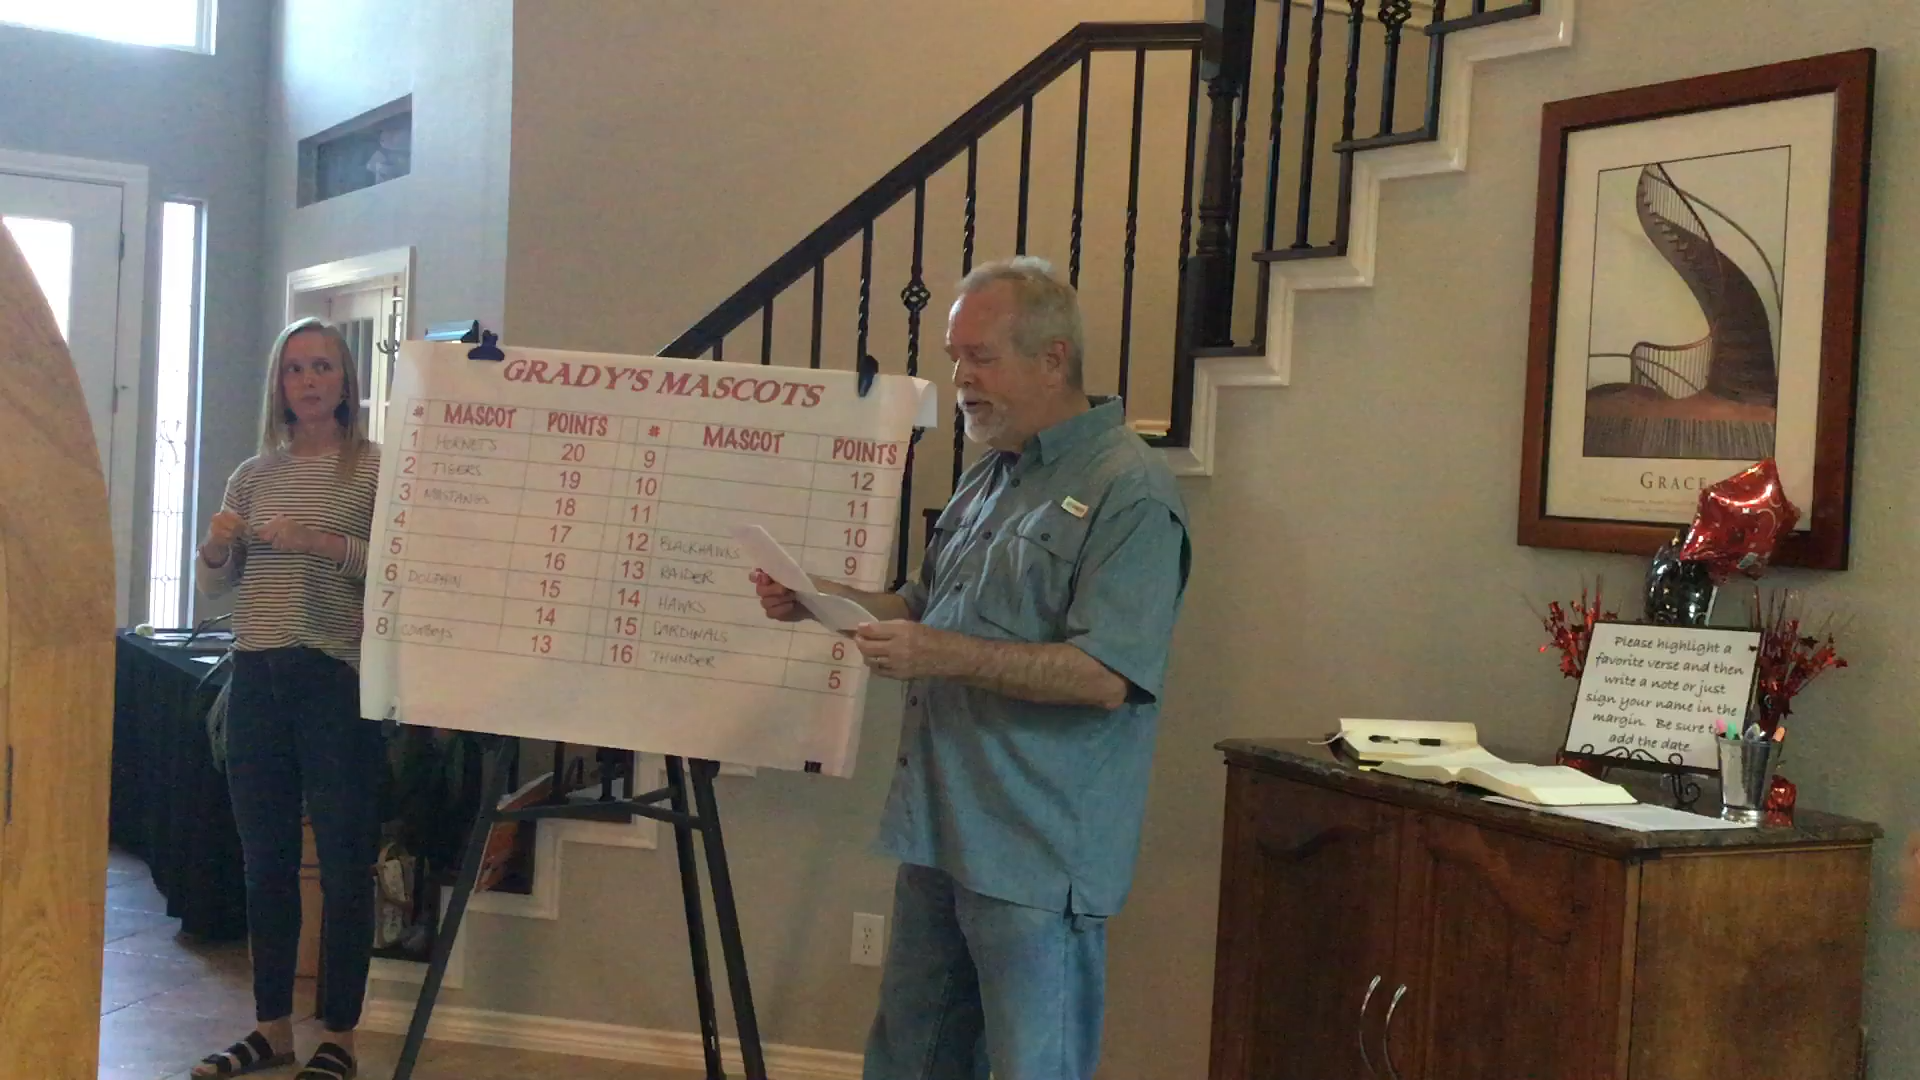 GRADY'S MASCOTS
# MASCOT POINTS # MASCOT POINTS
1 HORNETS 20 9 12
2 TIGERS 19 10 11
3 MUSTANGS 18 11 10
4 17 12 BLACKHAWKS 9
5 16 13 RAIDER
6 DOLPHIN 15 14 HAWKS
7 14 15 CARDINALS 6
8 COWBOYS 13 16 THUNDER 5
GRACE
Please highlight a
favorite verse and then
write a note or just
sign your name in the
margin. Be sure to
add the date.